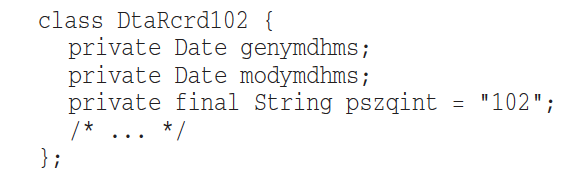 class DtaRcrd102 {
private Date genymdhms;
private Date modymdhms;
private final String pszqint = "102";
/* ... */
};